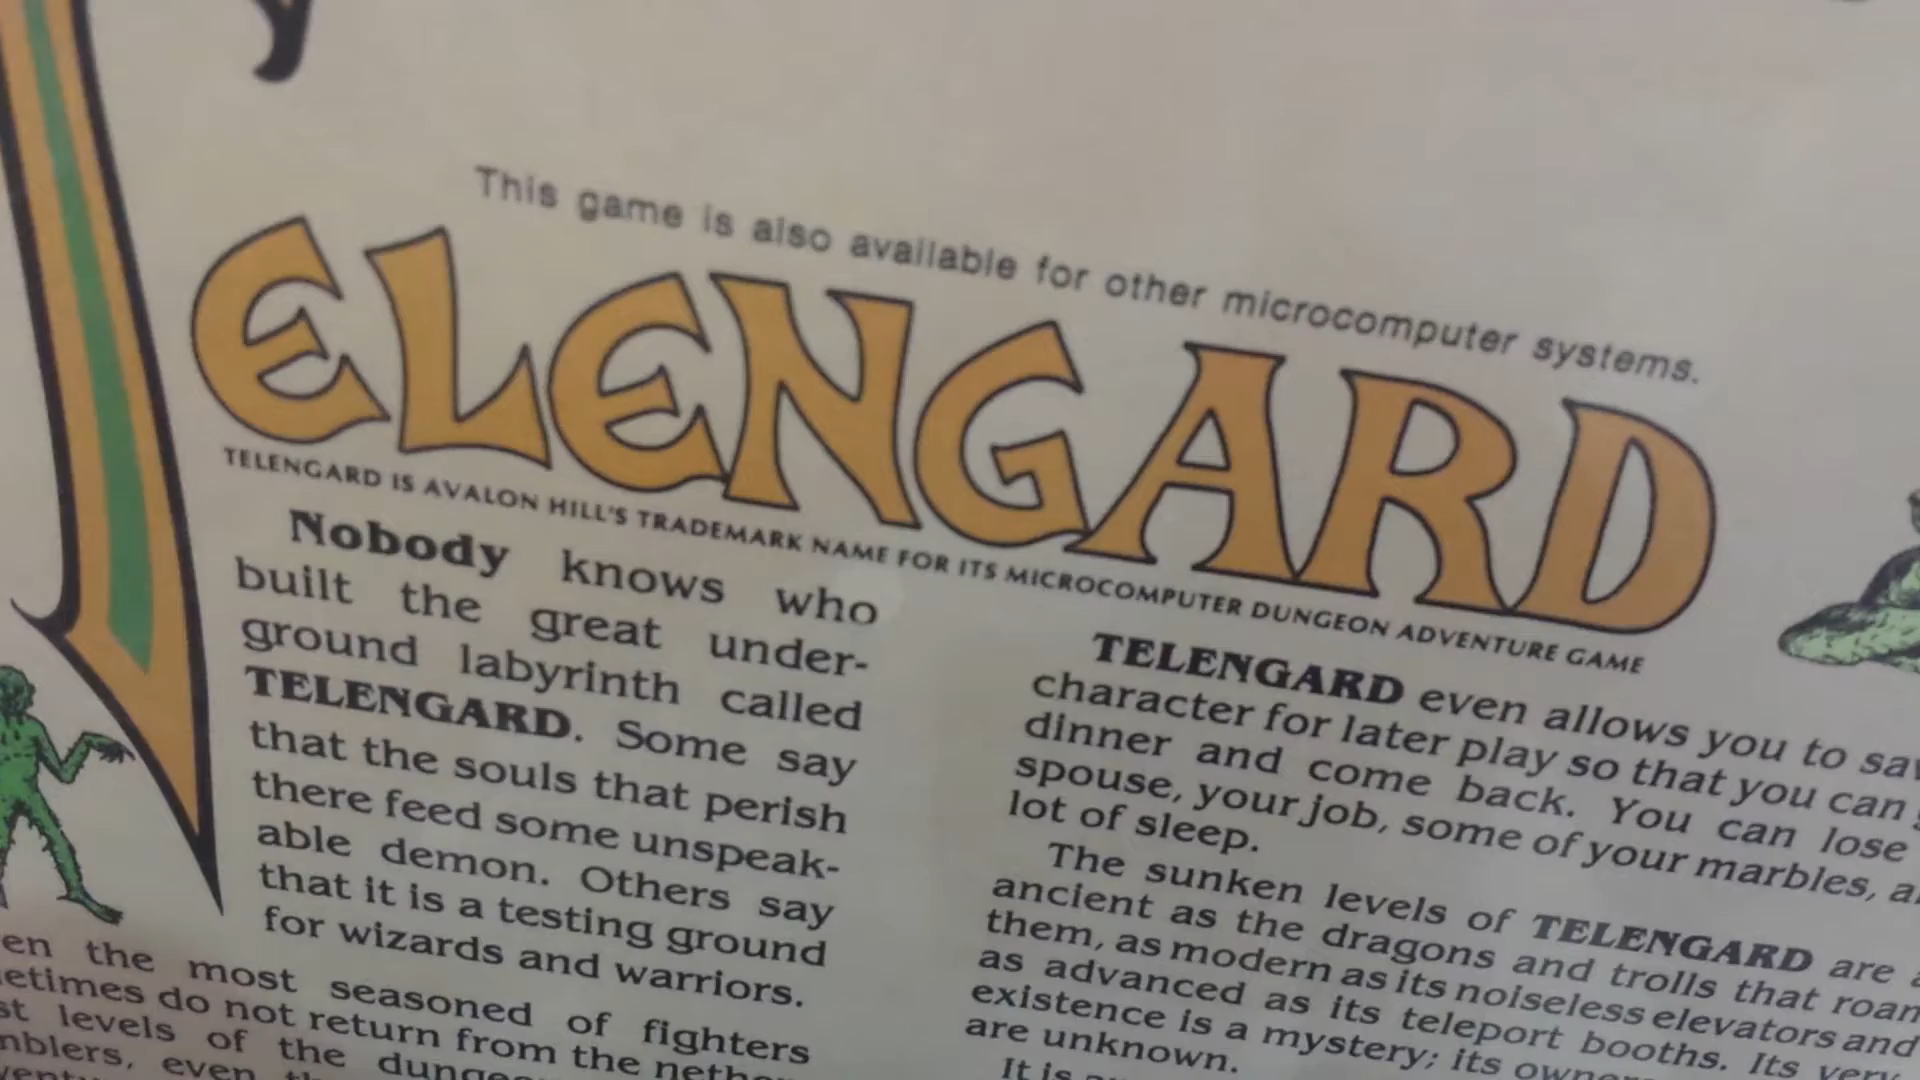 This game is also available for other microcomputer systems.
TELENGARD
TELENGARD IS AVALON HILL'S TRADEMARK NAME FOR ITS MICROCOMPUTER DUNGEON ADVENTURE GAME
Nobody knows who
built the great under-
ground labyrinth called
TELENGARD. Some say
that the souls that perish
there feed some unspeak-
able demon. Others say
that it is a testing ground
for wizards and warriors.
the most seasoned of fighters
do not return from the
levels of the
even
TELENGARD even allows you to
character for later play so that you can
dinner and come back. You can lose
spouse, your job, some of your marbles,
lot of sleep.
The sunken levels of TELENGARD are
ancient as the dragons and trolls that
them, as modern as its noiseless elevators and
as advanced as its teleport booths. Its very
existence is a mystery; its
are unknown.
It is